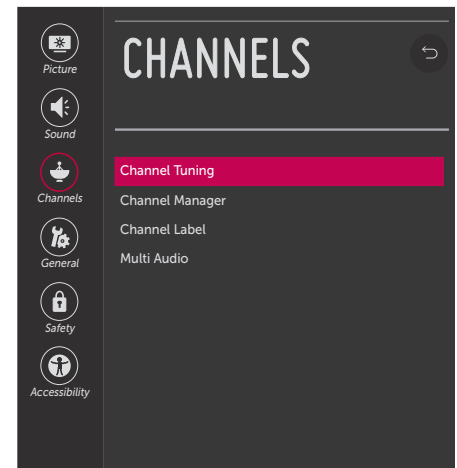 Picture
Sound
Channels
General
Safety
Accessibility
CHANNELS
Channel Tuning
Channel Manager
Channel Label
Multi Audio